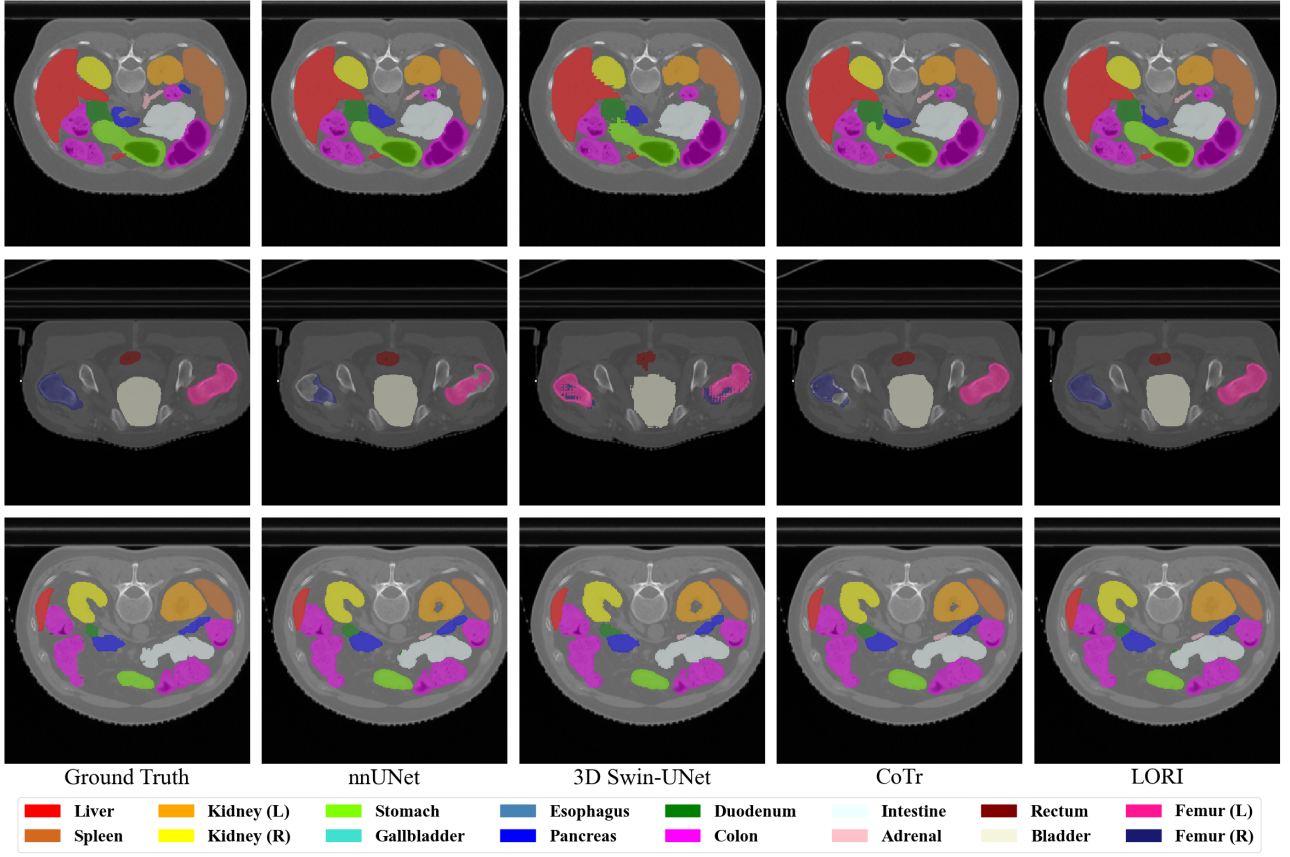 Ground Truth nnUNet 3D Swin-UNet CoTr LORI
Liver Kidney (L) Stomach Esophagus Duodenum Intestine Rectum Femur (L)
Spleen Kidney (R) Gallbladder Pancreas Colon Adrenal Bladder Femur (R)